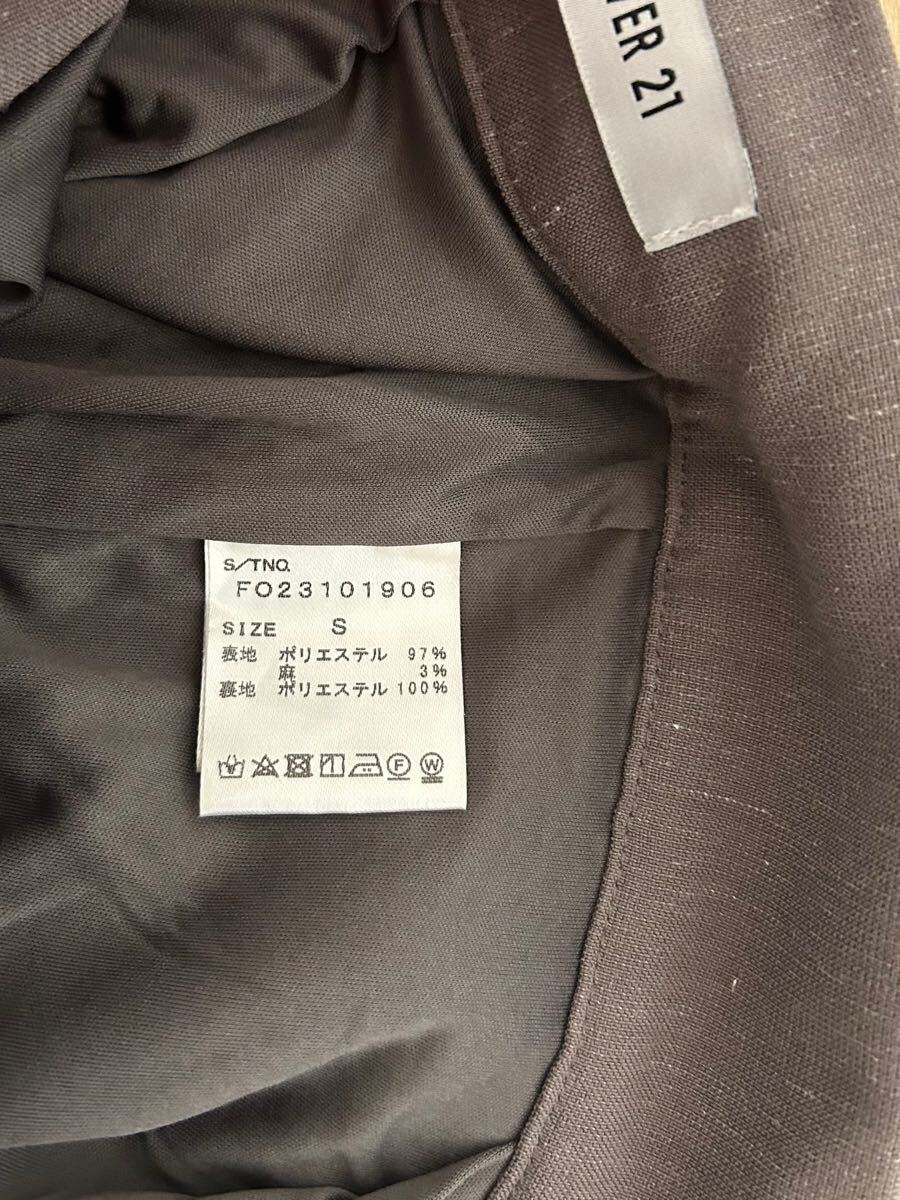 VER 21
S/TNO.
FO23101906
SIZE S
表地 ポリエステル 97%
麻 3%
裏地 ポリエステル 100%
F W